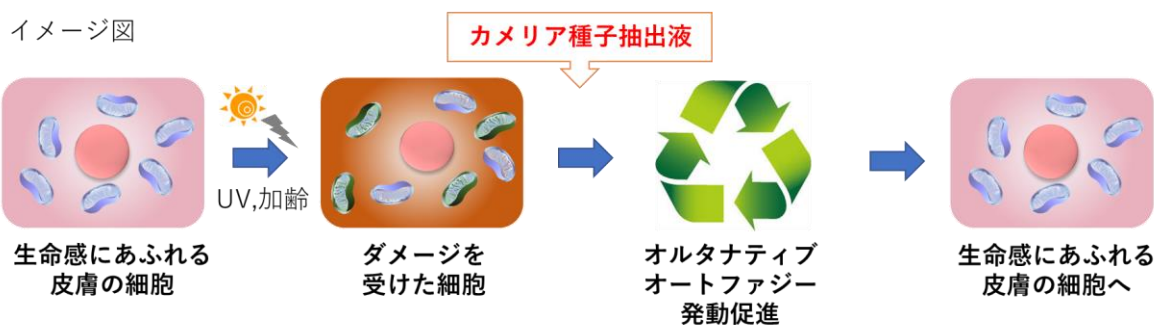 イメージ図
カメリア種子抽出液
UV,加齢
生命感にあふれる
皮膚の細胞
ダメージを
受けた細胞
オルタナティブ
オートファジー
発動促進
生命感にあふれる
皮膚の細胞へ